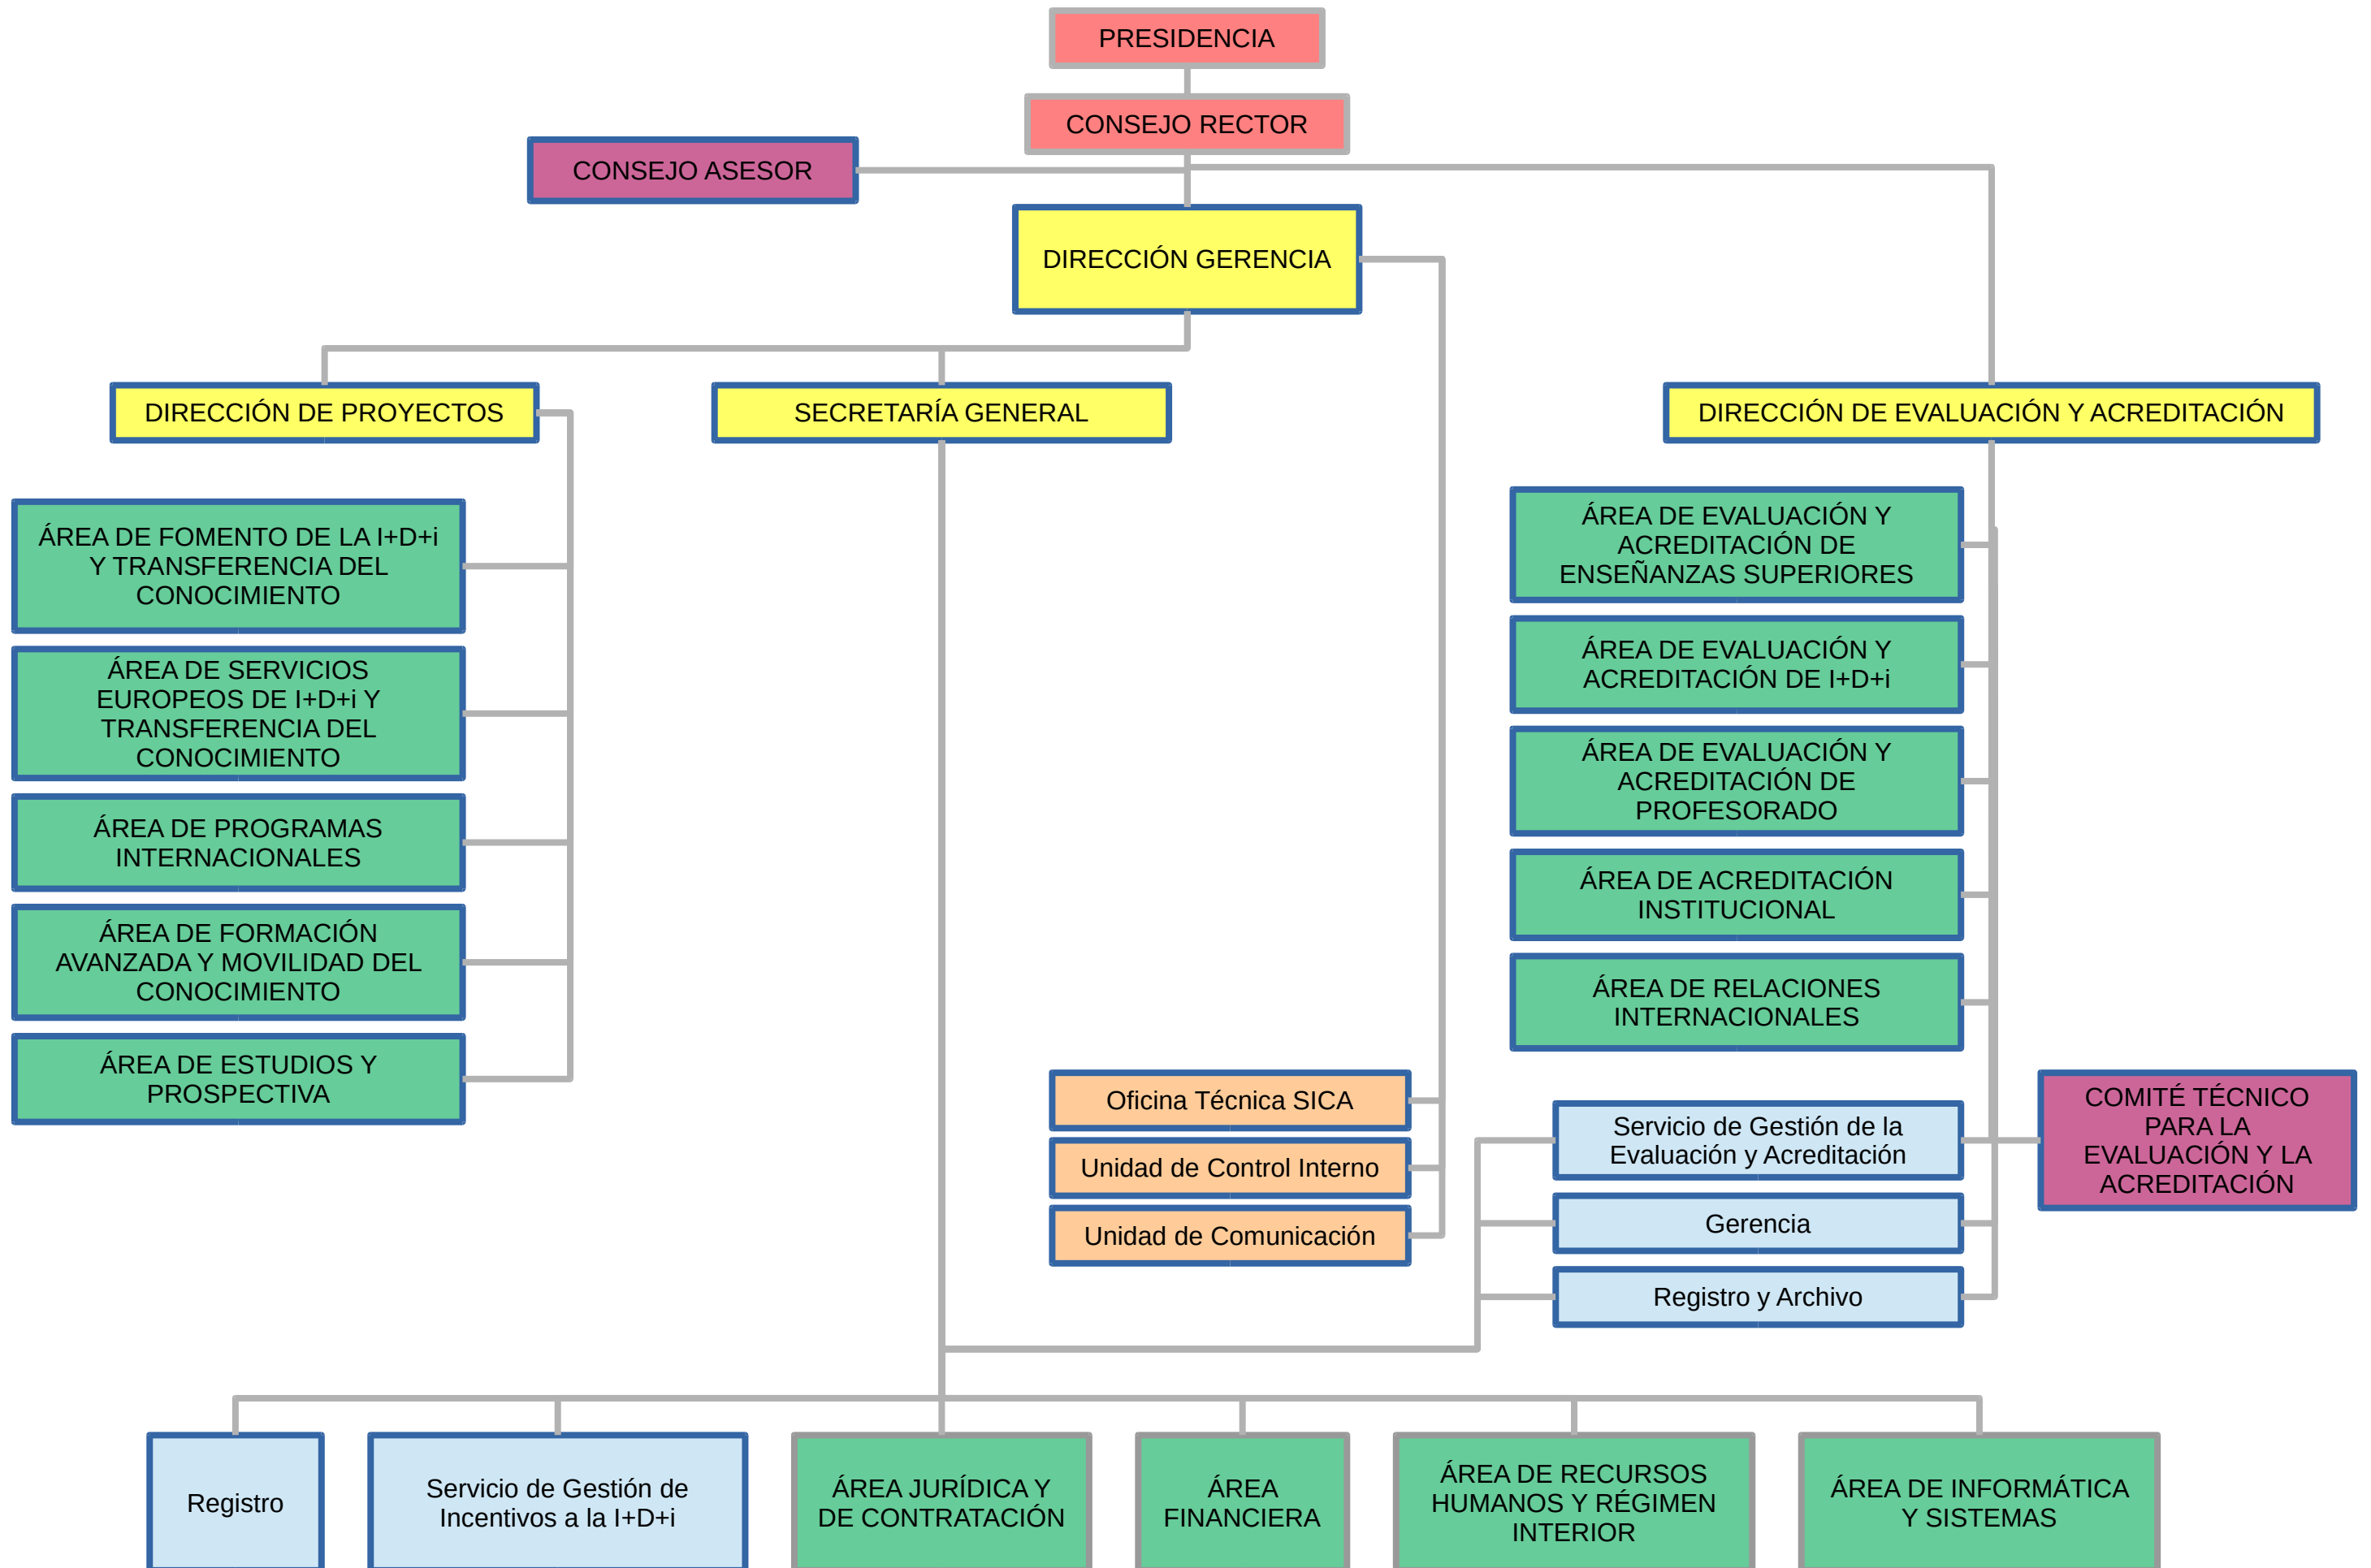 PRESIDENCIA
CONSEJO RECTOR
CONSEJO ASESOR
DIRECCIÓN GERENCIA
DIRECCIÓN DE PROYECTOS
SECRETARÍA GENERAL
DIRECCIÓN DE EVALUACIÓN Y ACREDITACIÓN
ÁREA DE FOMENTO DE LA I+D+i
Y TRANSFERENCIA DEL
CONOCIMIENTO
ÁREA DE SERVICIOS
EUROPEOS DE I+D+i Y
TRANSFERENCIA DEL
CONOCIMIENTO
ÁREA DE PROGRAMAS
INTERNACIONALES
ÁREA DE FORMACIÓN
AVANZADA Y MOVILIDAD DEL
CONOCIMIENTO
ÁREA DE ESTUDIOS Y
PROSPECTIVA
Oficina Técnica SICA
Unidad de Control Interno
Unidad de Comunicación
ÁREA DE EVALUACIÓN Y
ACREDITACIÓN DE
ENSEÑANZAS SUPERIORES
ÁREA DE EVALUACIÓN Y
ACREDITACIÓN DE I+D+i
ÁREA DE EVALUACIÓN Y
ACREDITACIÓN DE
PROFESORADO
ÁREA DE ACREDITACIÓN
INSTITUCIONAL
ÁREA DE RELACIONES
INTERNACIONALES
Servicio de Gestión de la
Evaluación y Acreditación
Gerencia
Registro y Archivo
COMITÉ TÉCNICO
PARA LA
EVALUACIÓN Y LA
ACREDITACIÓN
Registro
Servicio de Gestión de
Incentivos a la I+D+i
ÁREA JURÍDICA Y
DE CONTRATACIÓN
ÁREA
FINANCIERA
ÁREA DE RECURSOS
HUMANOS Y RÉGIMEN
INTERIOR
ÁREA DE INFORMÁTICA
Y SISTEMAS